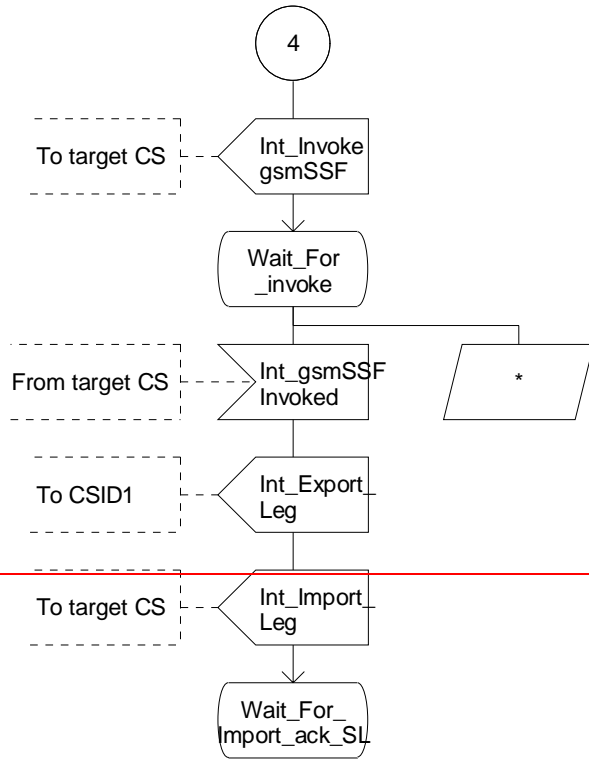 4
To target CS
Int_Invoke
gsmSSF
Wait_For
_invoke
From target CS
Int_gsmSSF
Invoked
*
To CSID1
Int_Export_
Leg
To target CS
Int_Import_
Leg
Wait_For_
Import_ack_SL